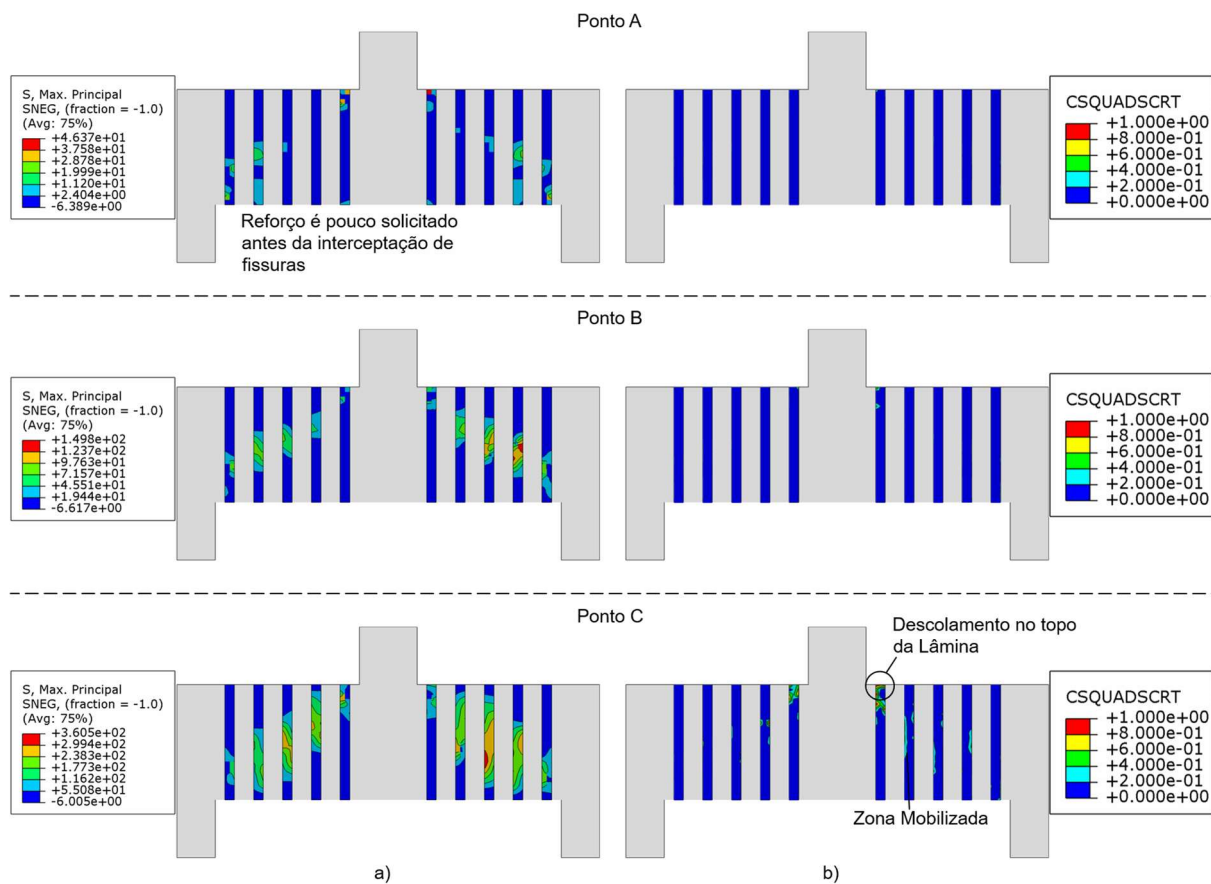 Ponto A
S, Max. Principal
SNEG, (fraction = -1.0)
(Avg: 75%)
+4.637e+01
+3.758e+01
+2.878e+01
+1.999e+01
+1.120e+01
+2.404e+00
-6.389e+00
CSQUADSCRT
+1.000e+00
+8.000e-01
+6.000e-01
+4.000e-01
+2.000e-01
+0.000e+00
Reforço é pouco solicitado
antes da interceptação de
fissuras
Ponto B
S, Max. Principal
SNEG, (fraction = -1.0)
(Avg: 75%)
+1.498e+02
+1.237e+02
+9.763e+01
+7.157e+01
+4.551e+01
+1.944e+01
-6.617e+00
CSQUADSCRT
+1.000e+00
+8.000e-01
+6.000e-01
+4.000e-01
+2.000e-01
+0.000e+00
Ponto C
S, Max. Principal
SNEG, (fraction = -1.0)
(Avg: 75%)
+3.605e+02
+2.994e+02
+2.383e+02
+1.773e+02
+1.162e+02
+5.508e+01
-6.005e+00
Descolamento no topo
da Lâmina
CSQUADSCRT
+1.000e+00
+8.000e-01
+6.000e-01
+4.000e-01
+2.000e-01
+0.000e+00
Zona Mobilizada
a)
b)